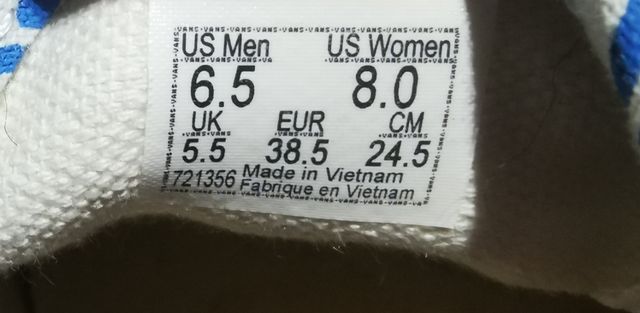 US Men US Women
6.5 8.0
UK EUR CM
5.5 38.5 24.5
721356 Made in Vietnam
Fabrique en Vietnam